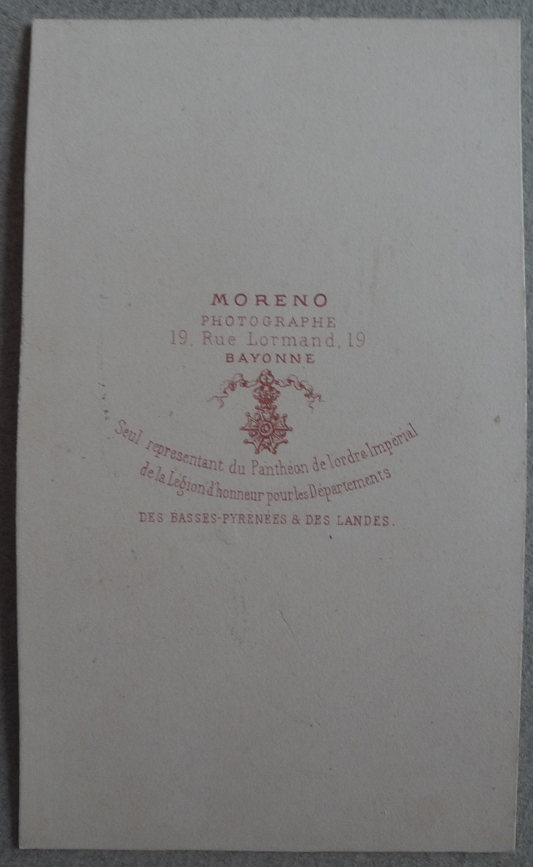 MORENO
PHOTOGRAPHE
19, Rue Lormand, 19
BAYONNE
Seul représentant du Panthéon de l'ordre Impérial
de la Légion d'honneur pour les Départements
DES BASSES-PYRENÉES & DES LANDES.